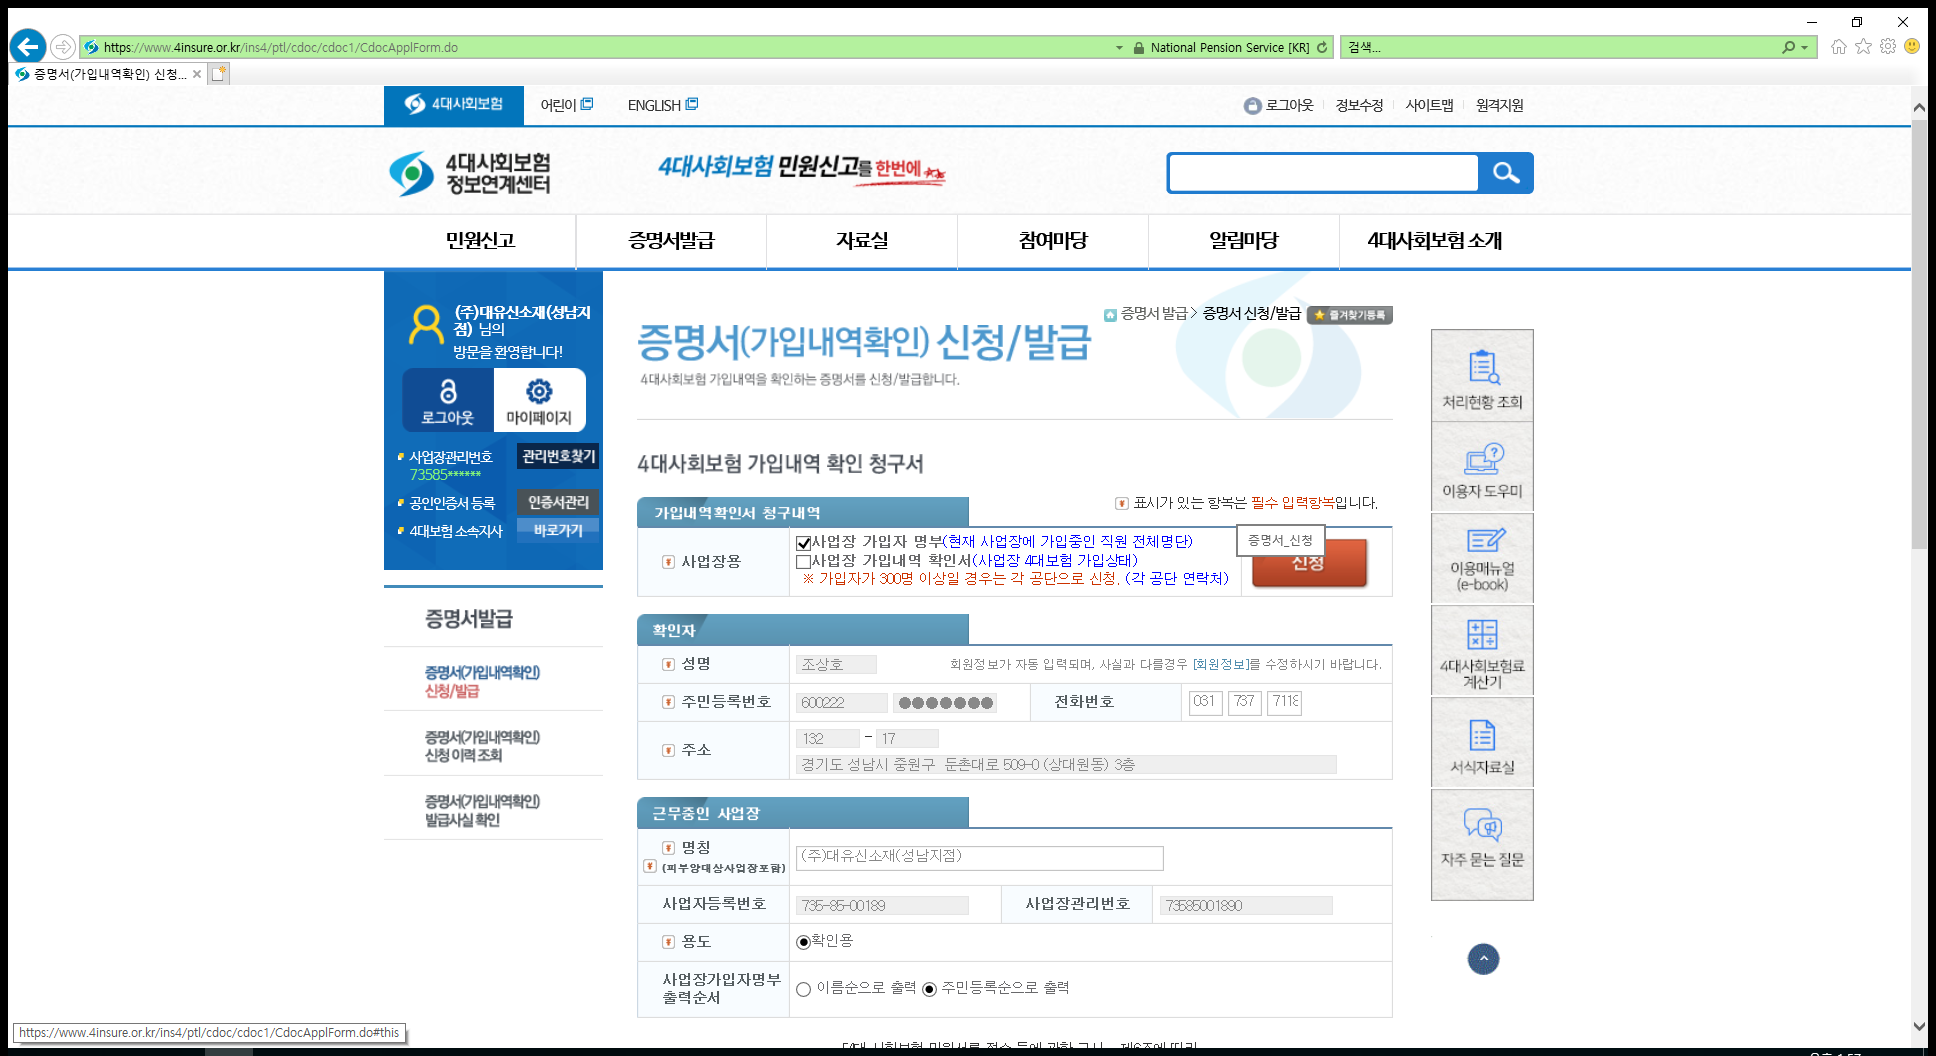 https://www.4insure.or.kr/ins4/ptl/cdoc/cdoc1/CdocApplForm.do
National Pension Service [KR]
검색...
증명서(가입내역확인) 신청...
4대사회보험
어린이
ENGLISH
로그아웃
정보수정
사이트맵
원격지원
4대사회보험
정보연계센터
4대사회보험 민원신고를 한번에
민원신고
증명서발급
자료실
참여마당
알림마당
4대사회보험 소개
(주)대유신소재(성남지
점) 님의
방문을 환영합니다!
로그아웃
마이페이지
사업장관리번호
관리번호찾기
73585******
공인인증서 등록
인증서관리
4대보험 소속지사
바로가기
증명서발급
증명서(가입내역확인)
신청/발급
증명서(가입내역확인)
신청 이력 조회
증명서(가입내역확인)
발급사실 확인
증명서 발급 > 증명서 신청/발급
즐겨찾기등록
증명서(가입내역확인) 신청/발급
4대사회보험 가입내역을 확인하는 증명서를 신청/발급합니다.
4대사회보험 가입내역 확인 청구서
표시가 있는 항목은 필수 입력항목입니다.
가입내역확인서 청구내역
사업장용
사업장 가입자 명부(현재 사업장에 가입중인 직원 전체명단)
사업장 가입내역 확인서(사업장 4대보험 가입상태)
※ 가입자가 300명 이상일 경우는 각 공단으로 신청. (각 공단 연락처)
증명서_신청
신청
확인자
성명
조상호
회원정보가 자동 입력되며, 사실과 다를경우 [회원정보]를 수정하시기 바랍니다.
주민등록번호
600222
●●●●●●●
전화번호
031
737
7118
주소
132 - 17
경기도 성남시 중원구 둔촌대로 509-0 (상대원동) 3층
근무중인 사업장
명칭
(피부양대상사업장포함)
(주)대유신소재(성남지점)
사업자등록번호
735-85-00189
사업장관리번호
73585001890
용도
확인용
사업장가입자명부
출력순서
이름순으로 출력
주민등록순으로 출력
처리현황 조회
이용자 도우미
이용매뉴얼
(e-book)
4대사회보험료
계산기
서식자료실
자주 묻는 질문
https://www.4insure.or.kr/ins4/ptl/cdoc/cdoc1/CdocApplForm.do#this